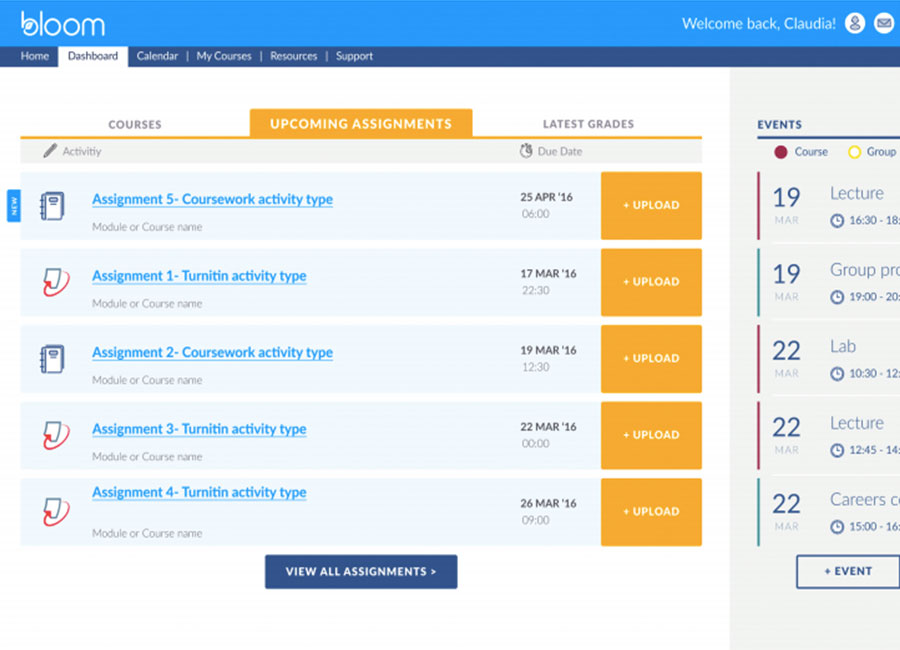 bloom
Welcome back, Claudia!
Home
Dashboard
Calendar | My Courses | Resources | Support
COURSES
UPCOMING ASSIGNMENTS
LATEST GRADES
Activitiy
Due Date
NEW
Assignment 5- Coursework activity type
Module or Course name
25 APR '16
06:00
+ UPLOAD
Assignment 1- Turnitin activity type
Module or Course name
17 MAR '16
22:30
+ UPLOAD
Assignment 2- Coursework activity type
Module or Course name
19 MAR '16
12:30
+ UPLOAD
Assignment 3- Turnitin activity type
Module or Course name
22 MAR '16
00:00
+ UPLOAD
Assignment 4- Turnitin activity type
Module or Course name
26 MAR '16
09:00
+ UPLOAD
VIEW ALL ASSIGNMENTS >
EVENTS
Course
Group
19
MAR
Lecture
16:30 - 18:
19
MAR
Group pro
19:00 - 20:
22
MAR
Lab
10:30 - 12:
22
MAR
Lecture
12:45 - 14:
22
MAR
Careers
15:00 - 16:
+ EVENT